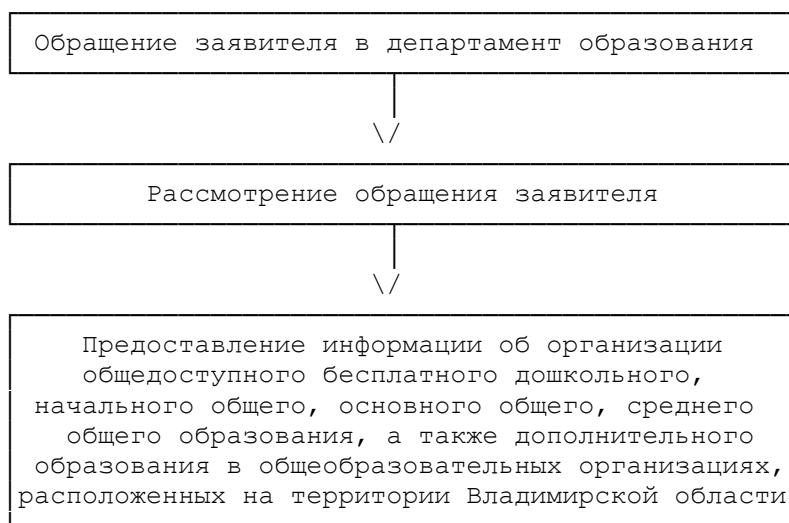 Обращение заявителя в департамент образования
\/
Рассмотрение обращения заявителя
\/
Предоставление информации об организации
общедоступного бесплатного дошкольного,
начального общего, основного общего, среднего
общего образования, а также дополнительного
образования в общеобразовательных организациях,
расположенных на территории Владимирской области